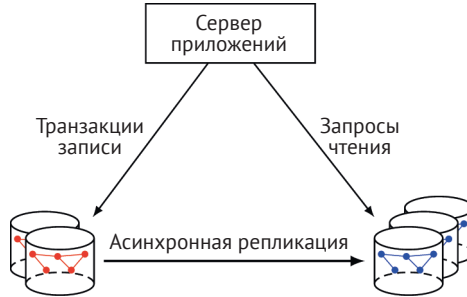 Сервер
приложений
Транзакции
записи
Запросы
чтения
Асинхронная репликация